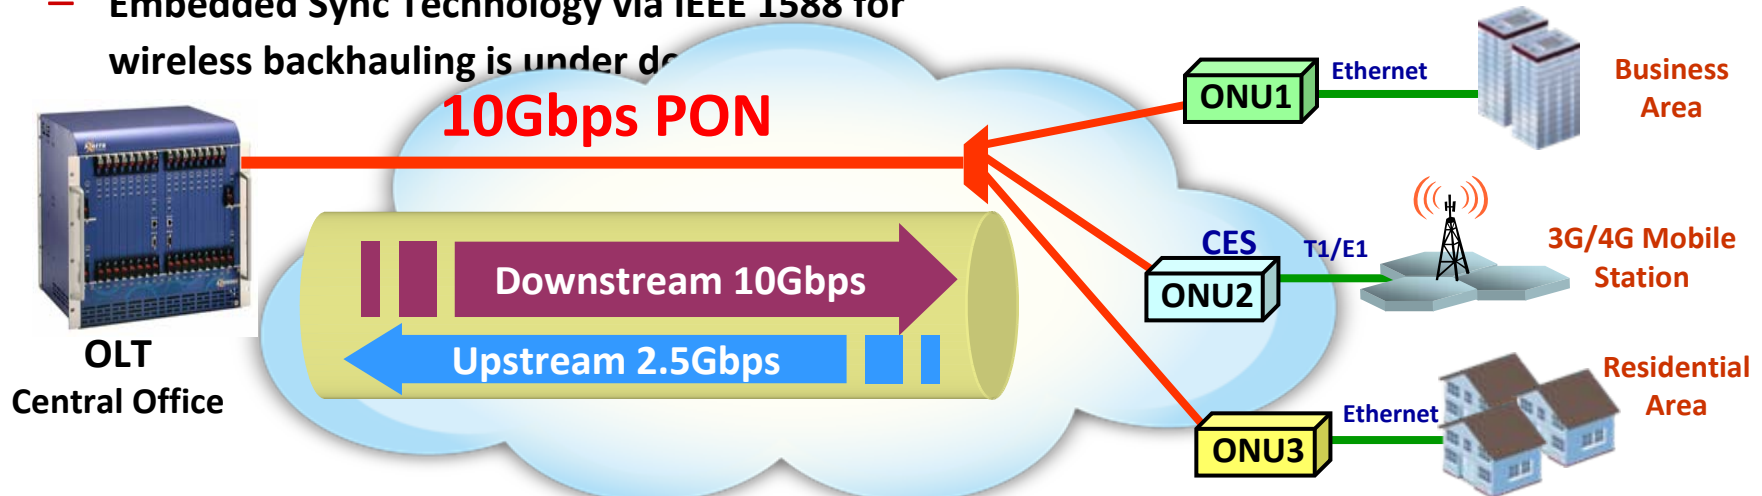 – Embedded Sync Technology via IEEE 1588 for
wireless backhauling is under de
10Gbps PON
Downstream 10Gbps
Upstream 2.5Gbps
OLT
Central Office
ONU1
Ethernet
Business
Area
CES
ONU2
T1/E1
3G/4G Mobile
Station
ONU3
Ethernet
Residential
Area